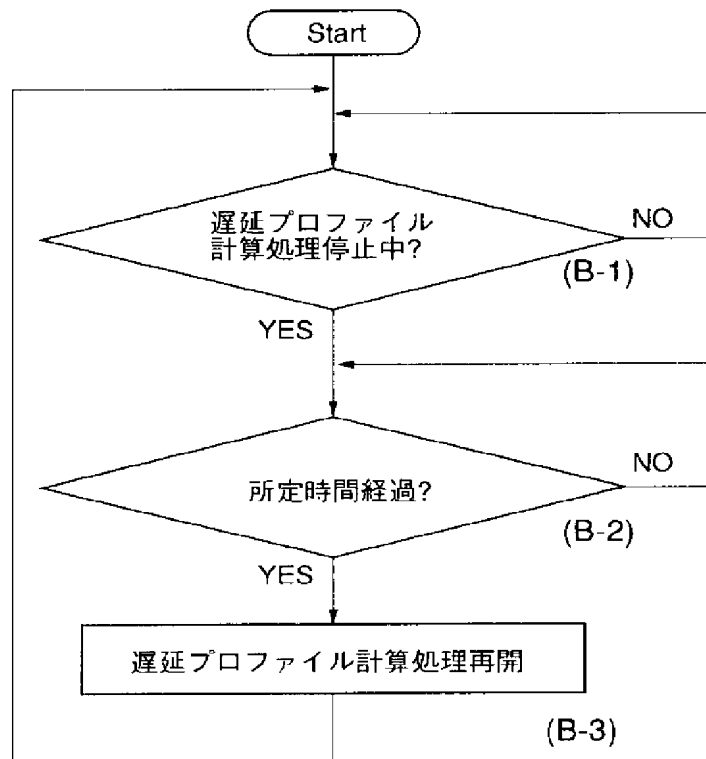 Start
遅延プロファイル
計算処理停止中?
NO
(B-1)
YES
所定時間経過?
NO
(B-2)
YES
遅延プロファイル計算処理再開
(B-3)